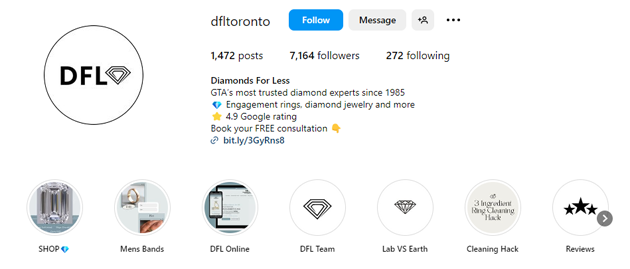 dfltoronto Follow Message
DFL
1,472 posts 7,164 followers 272 following
Diamonds For Less
GTA's most trusted diamond experts since 1985
💎 Engagement rings, diamond jewelry and more
⭐ 4.9 Google rating
Book your FREE consultation 👇
bit.ly/3GyRns8
3 Ingredient
Ring Cleaning
Hack
SHOP💎 Mens Bands DFL Online DFL Team Lab VS Earth Cleaning Hack Reviews